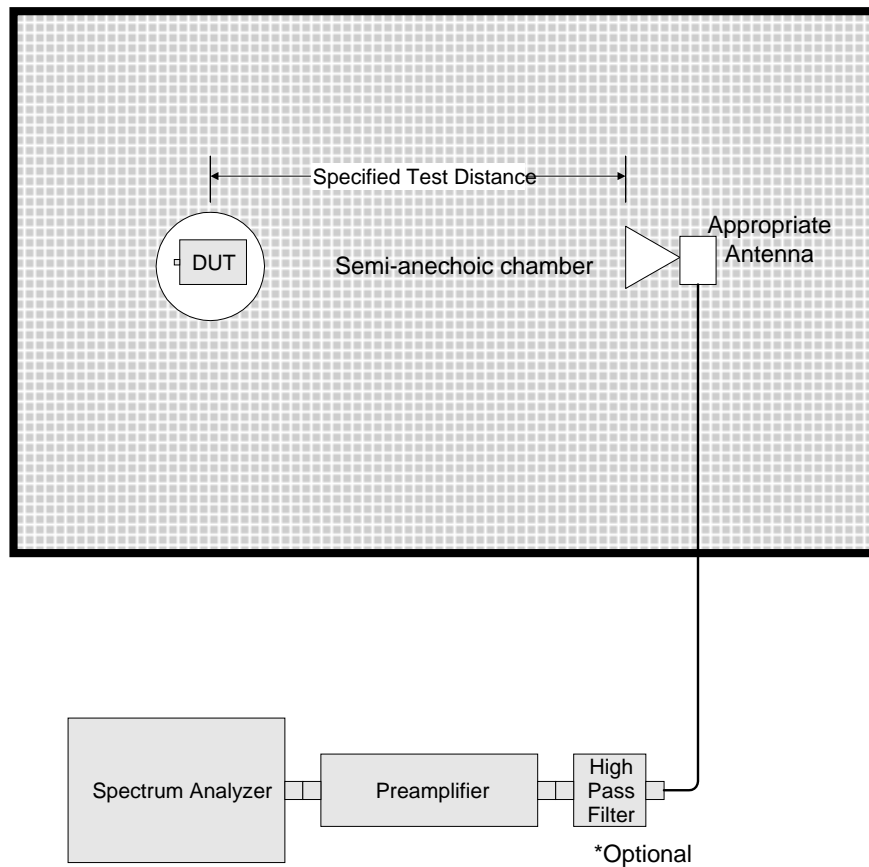 Specified Test Distance
Appropriate
Antenna
DUT
Semi-anechoic chamber
Spectrum Analyzer
Preamplifier
High
Pass
Filter
*Optional